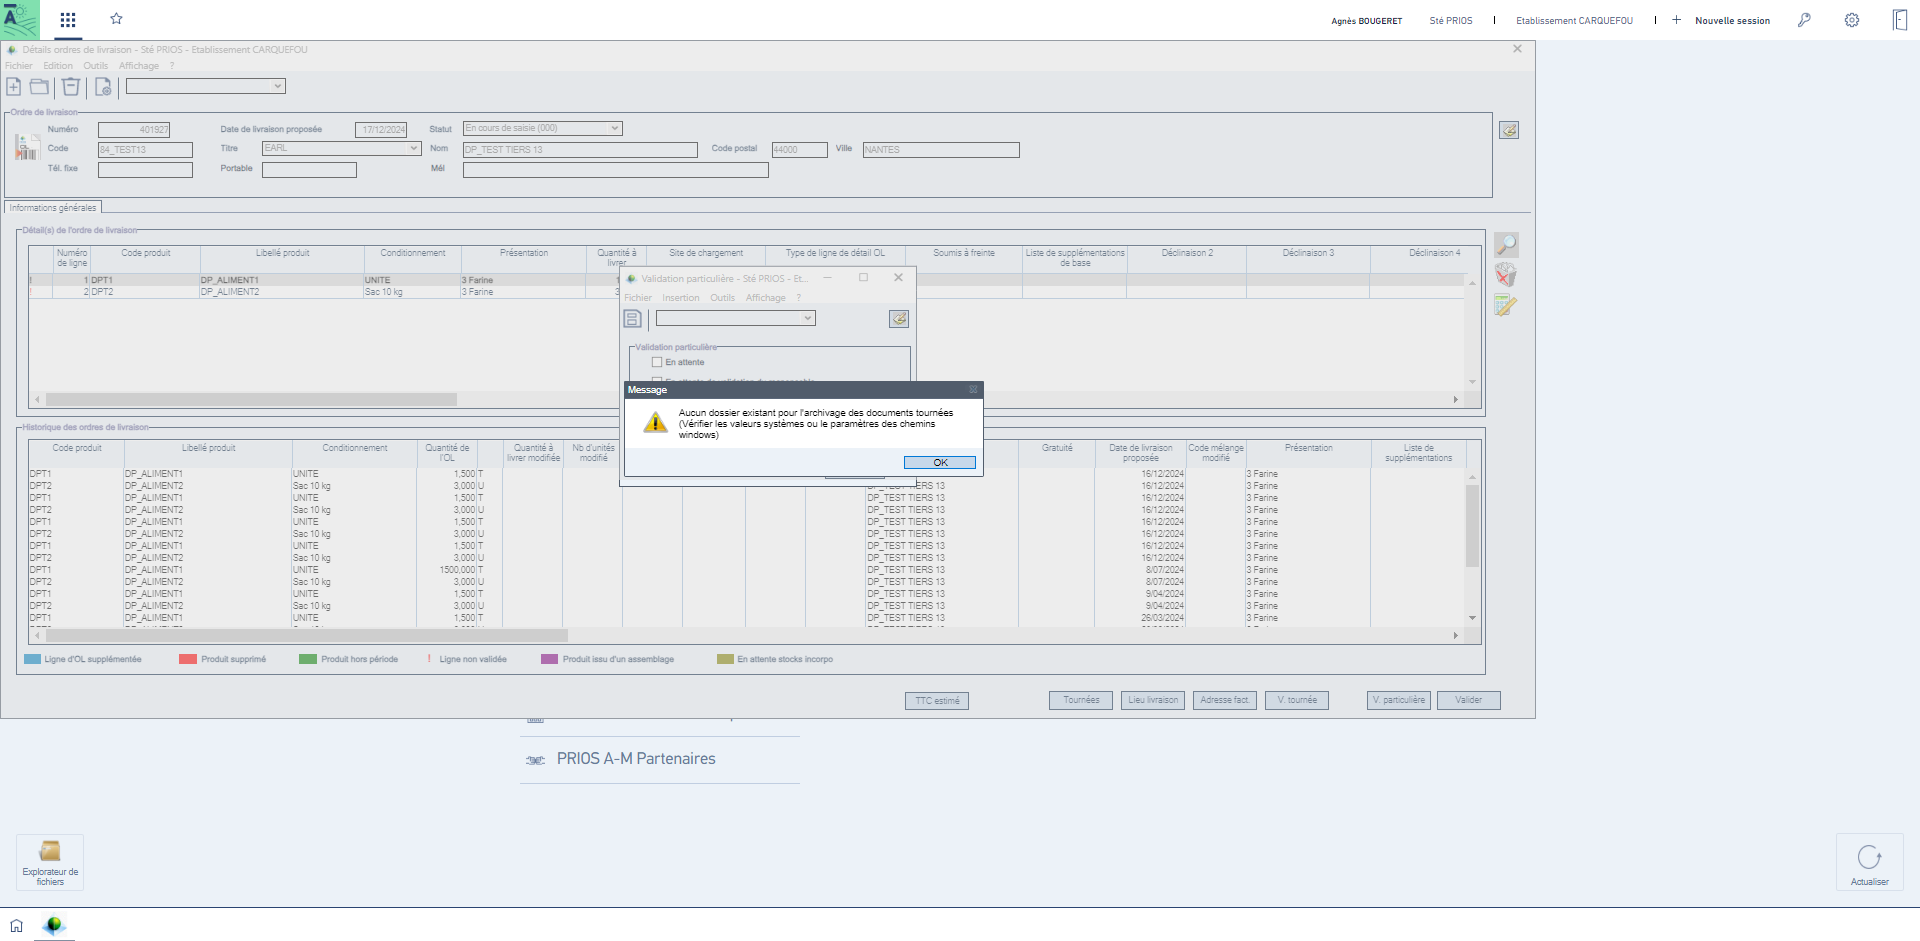 Agnès BOUGERET
Sté PRIOS
Etablissement CARQUEFOU
Nouvelle session
Détails ordres de livraison - Sté PRIOS - Etablissement CARQUEFOU
Fichier Edition Outils Affichage ?
Ordre de livraison
Numéro 401927 Date de livraison proposée 17/12/2024 Statut En cours de saisie (000)
Code 84_TEST13 Titre EARL Nom DP_TEST TIERS 13 Code postal 44000 Ville NANTES
Tél. fixe Portable Mél
Informations générales
Détail(s) de l'ordre de livraison
Numéro de ligne Code produit Libellé produit Conditionnement Présentation Quantité à livrer Site de chargement Type de ligne de détail OL Soumis à freinte Liste de supplémentations de base Déclinaison 2 Déclinaison 3 Déclinaison 4
! 1 DPT1 DP_ALIMENT1 UNITE 3 Farine
! 2 DPT2 DP_ALIMENT2 Sac 10 kg 3 Farine
Validation particulière - Sté PRIOS - Et...
Fichier Insertion Outils Affichage ?
Validation particulière
En attente
Message
Aucun dossier existant pour l'archivage des documents tournées
(Vérifier les valeurs systèmes ou le paramètres des chemins
windows)
OK
Historique des ordres de livraison
Code produit Libellé produit Conditionnement Quantité de l'OL Quantité à livrer modifiée Nb d'unités modifié Gratuité Date de livraison proposée Code mélange modifié Présentation Liste de supplémentations
DPT1 DP_ALIMENT1 UNITE 1,500 T 16/12/2024 3 Farine
DPT2 DP_ALIMENT2 Sac 10 kg 3,000 U DP_TEST TIERS 13 16/12/2024 3 Farine
DPT1 DP_ALIMENT1 UNITE 1,500 T DP_TEST TIERS 13 16/12/2024 3 Farine
DPT2 DP_ALIMENT2 Sac 10 kg 3,000 U DP_TEST TIERS 13 16/12/2024 3 Farine
DPT1 DP_ALIMENT1 UNITE 1,500 T DP_TEST TIERS 13 16/12/2024 3 Farine
DPT2 DP_ALIMENT2 Sac 10 kg 3,000 U DP_TEST TIERS 13 16/12/2024 3 Farine
DPT1 DP_ALIMENT1 UNITE 1,500 T DP_TEST TIERS 13 16/12/2024 3 Farine
DPT2 DP_ALIMENT2 Sac 10 kg 3,000 U DP_TEST TIERS 13 16/12/2024 3 Farine
DPT1 DP_ALIMENT1 UNITE 1500,000 T DP_TEST TIERS 13 8/07/2024 3 Farine
DPT2 DP_ALIMENT2 Sac 10 kg 3,000 U DP_TEST TIERS 13 8/07/2024 3 Farine
DPT1 DP_ALIMENT1 UNITE 1,500 T DP_TEST TIERS 13 9/04/2024 3 Farine
DPT2 DP_ALIMENT2 Sac 10 kg 3,000 U DP_TEST TIERS 13 9/04/2024 3 Farine
DPT1 DP_ALIMENT1 UNITE 1,500 T DP_TEST TIERS 13 26/03/2024 3 Farine
Ligne d'OL supplémentée Produit supprimé Produit hors période ! Ligne non validée Produit issu d'un assemblage En attente stocks incorpo
TTC estimé Tournées Lieu livraison Adresse fact. V. tournée V. particulière Valider
PRIOS A-M Partenaires
Explorateur de
fichiers
Actualiser